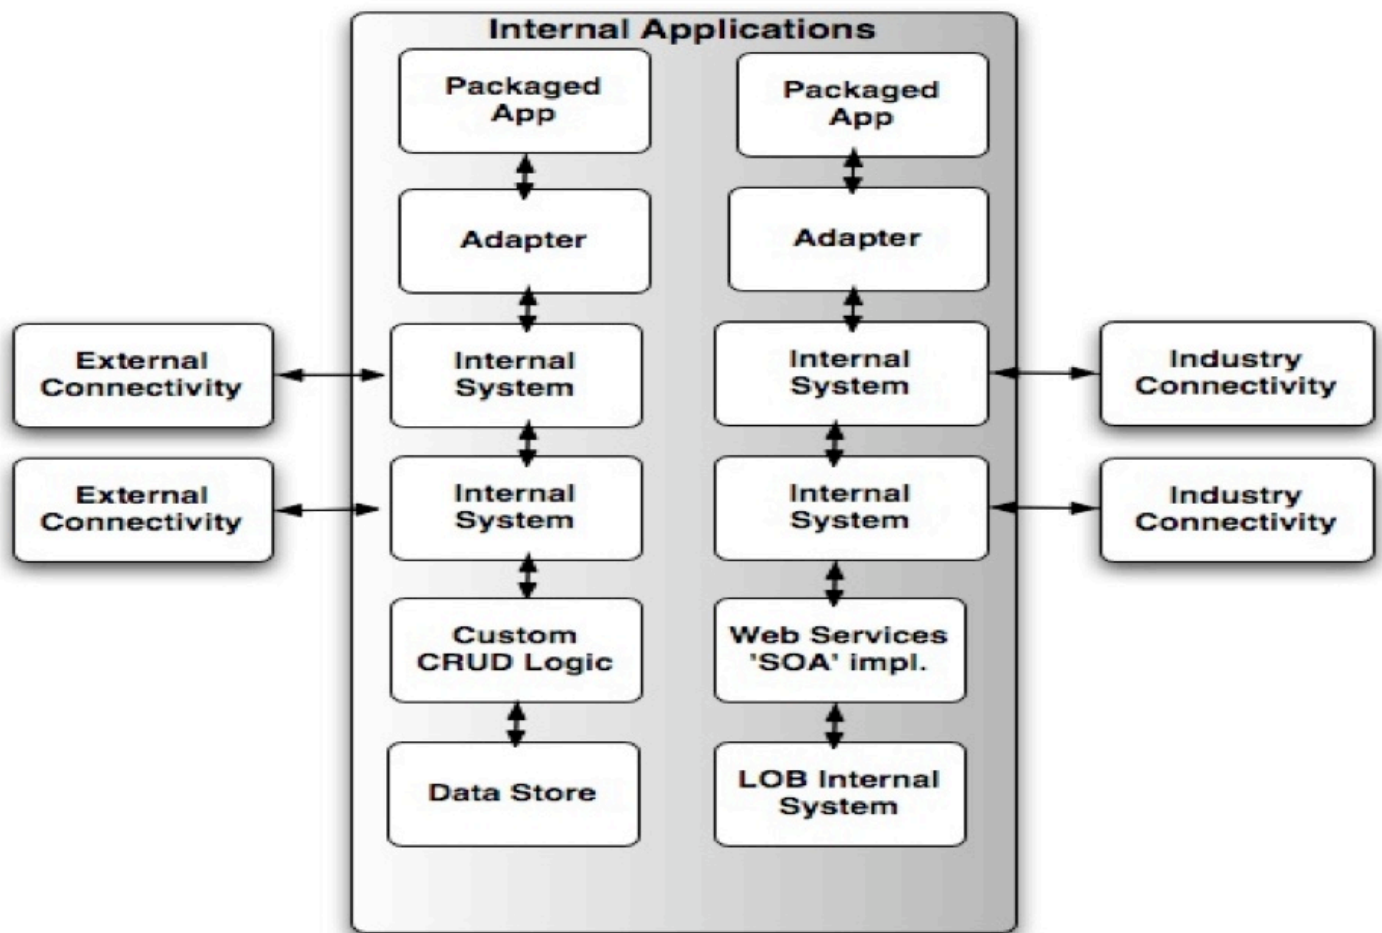 Internal Applications
Packaged
App
Packaged
App
Adapter
Adapter
External
Connectivity
Internal
System
Internal
System
Industry
Connectivity
External
Connectivity
Internal
System
Internal
System
Industry
Connectivity
Custom
CRUD Logic
Web Services
'SOA' impl.
Data Store
LOB Internal
System